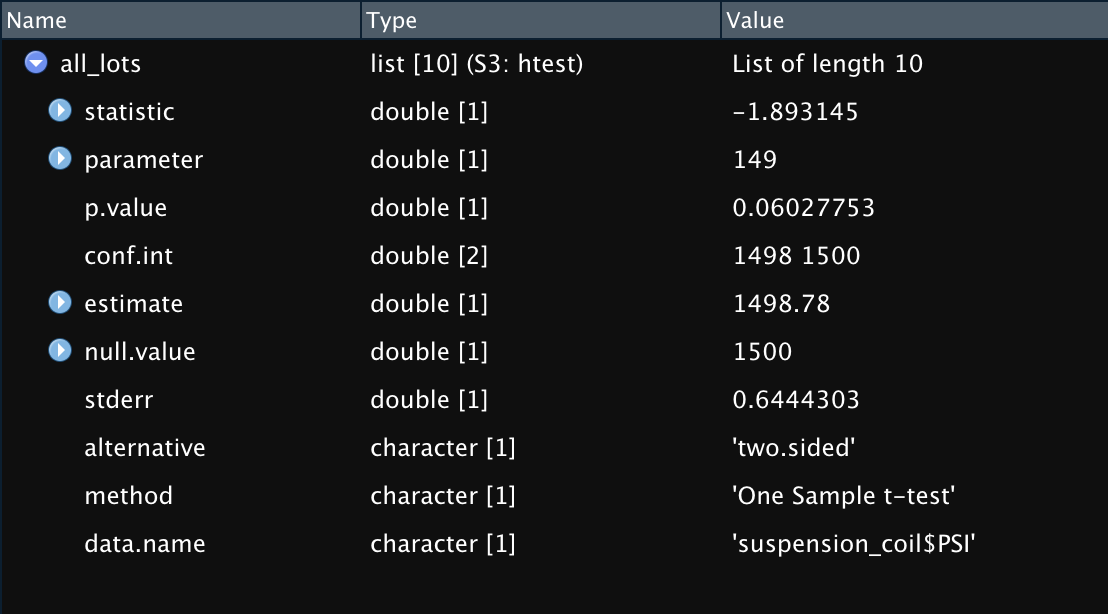 Name Type Value
all_lots list [10] (S3: htest) List of length 10
statistic double [1] -1.893145
parameter double [1] 149
p.value double [1] 0.06027753
conf.int double [2] 1498 1500
estimate double [1] 1498.78
null.value double [1] 1500
stderr double [1] 0.6444303
alternative character [1] 'two.sided'
method character [1] 'One Sample t-test'
data.name character [1] 'suspension_coil$PSI'